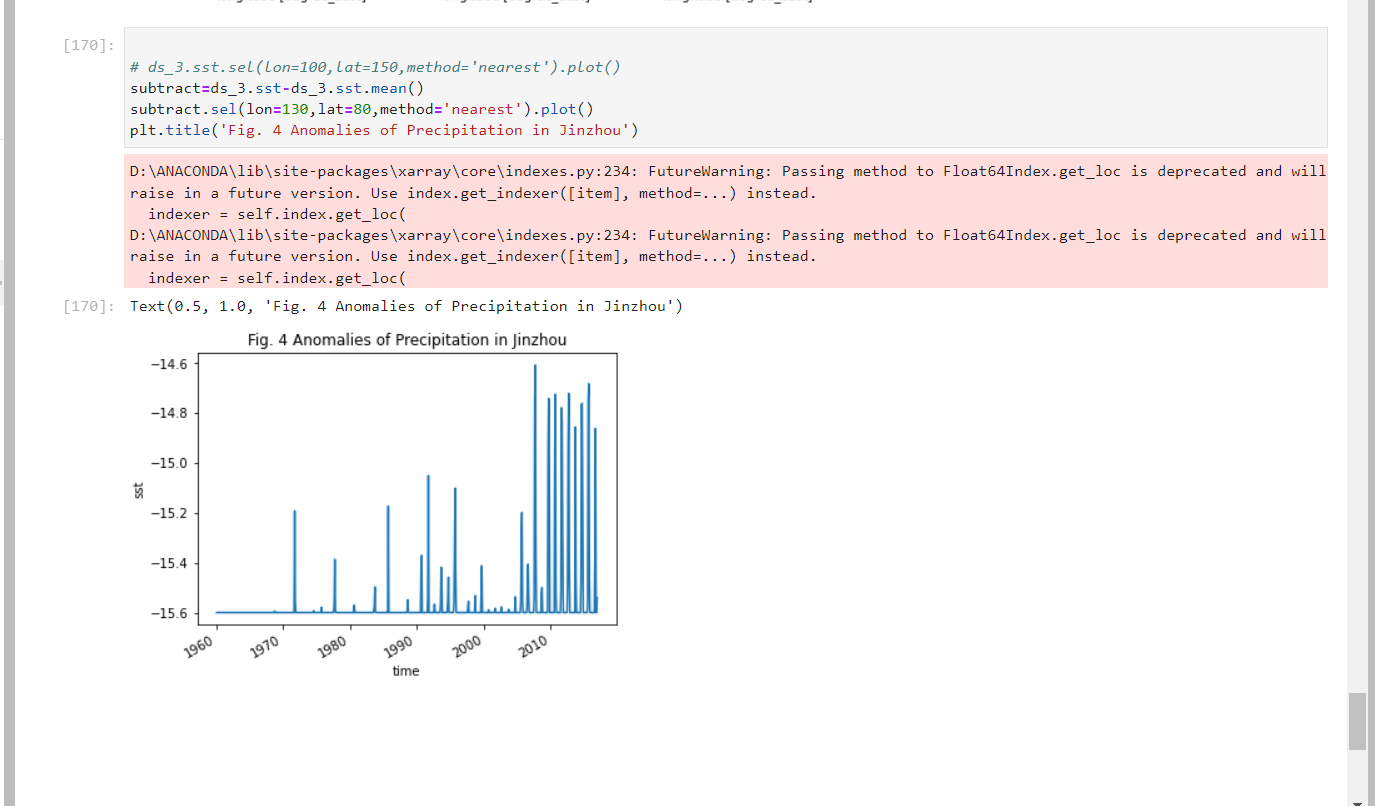 [170]:
# ds_3.sst.sel(lon=100,lat=150,method='nearest').plot()
subtract=ds_3.sst-ds_3.sst.mean()
subtract.sel(lon=130,lat=80,method='nearest').plot()
plt.title('Fig. 4 Anomalies of Precipitation in Jinzhou')
D:\ANACONDA\lib\site-packages\xarray\core\indexes.py:234: FutureWarning: Passing method to Float64Index.get_loc is deprecated and will
raise in a future version. Use index.get_indexer([item], method=...) instead.
  indexer = self.index.get_loc(
D:\ANACONDA\lib\site-packages\xarray\core\indexes.py:234: FutureWarning: Passing method to Float64Index.get_loc is deprecated and will
raise in a future version. Use index.get_indexer([item], method=...) instead.
  indexer = self.index.get_loc(
[170]: Text(0.5, 1.0, 'Fig. 4 Anomalies of Precipitation in Jinzhou')
Fig. 4 Anomalies of Precipitation in Jinzhou
−14.6
−14.8
−15.0
−15.2
−15.4
−15.6
sst
1960 1970 1980 1990 2000 2010
time